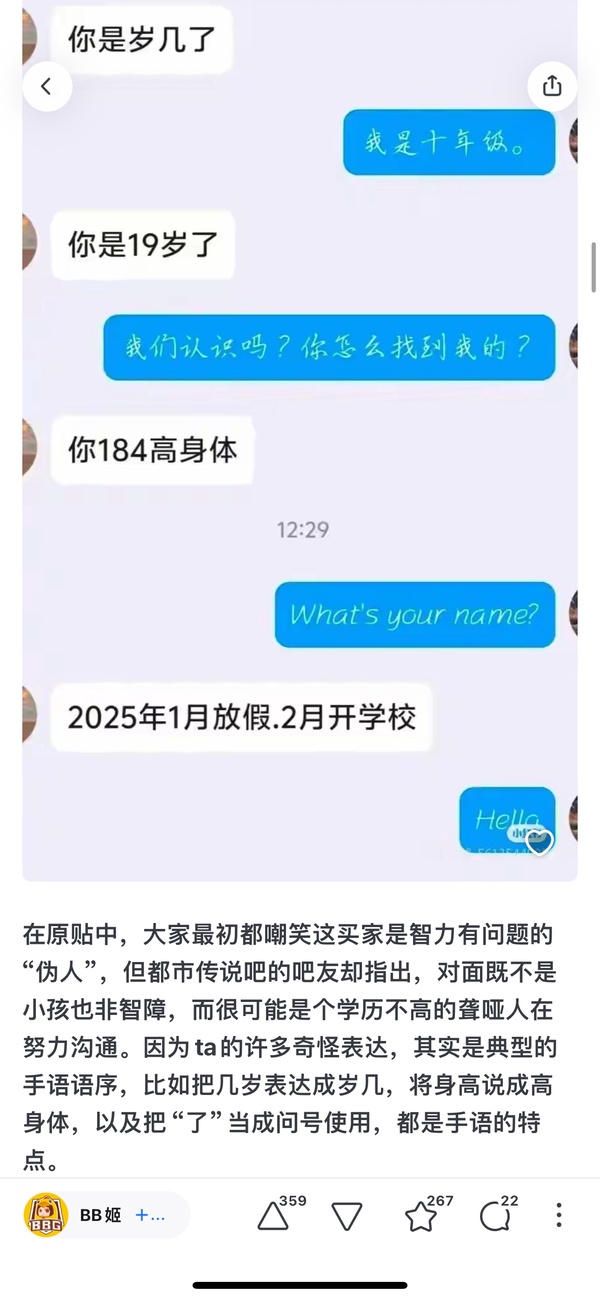 你是岁几了
我是十年级。
你是19岁了
我们认识吗？你怎么找到我的？
你184高身体
12:29
What's your name?
2025年1月放假.2月开学校
Hello
在原贴中，大家最初都嘲笑这买家是智力有问题的
“伪人”，但都市传说吧的吧友却指出，对面既不是
小孩也非智障，而很可能是个学历不高的聋哑人在
努力沟通。因为 ta 的许多奇怪表达，其实是典型的
手语语序，比如把几岁表达成岁几，将身高说成高
身体，以及把 “了” 当成问号使用，都是手语的特
点。
BBG
BB姬
+...
359
267
22